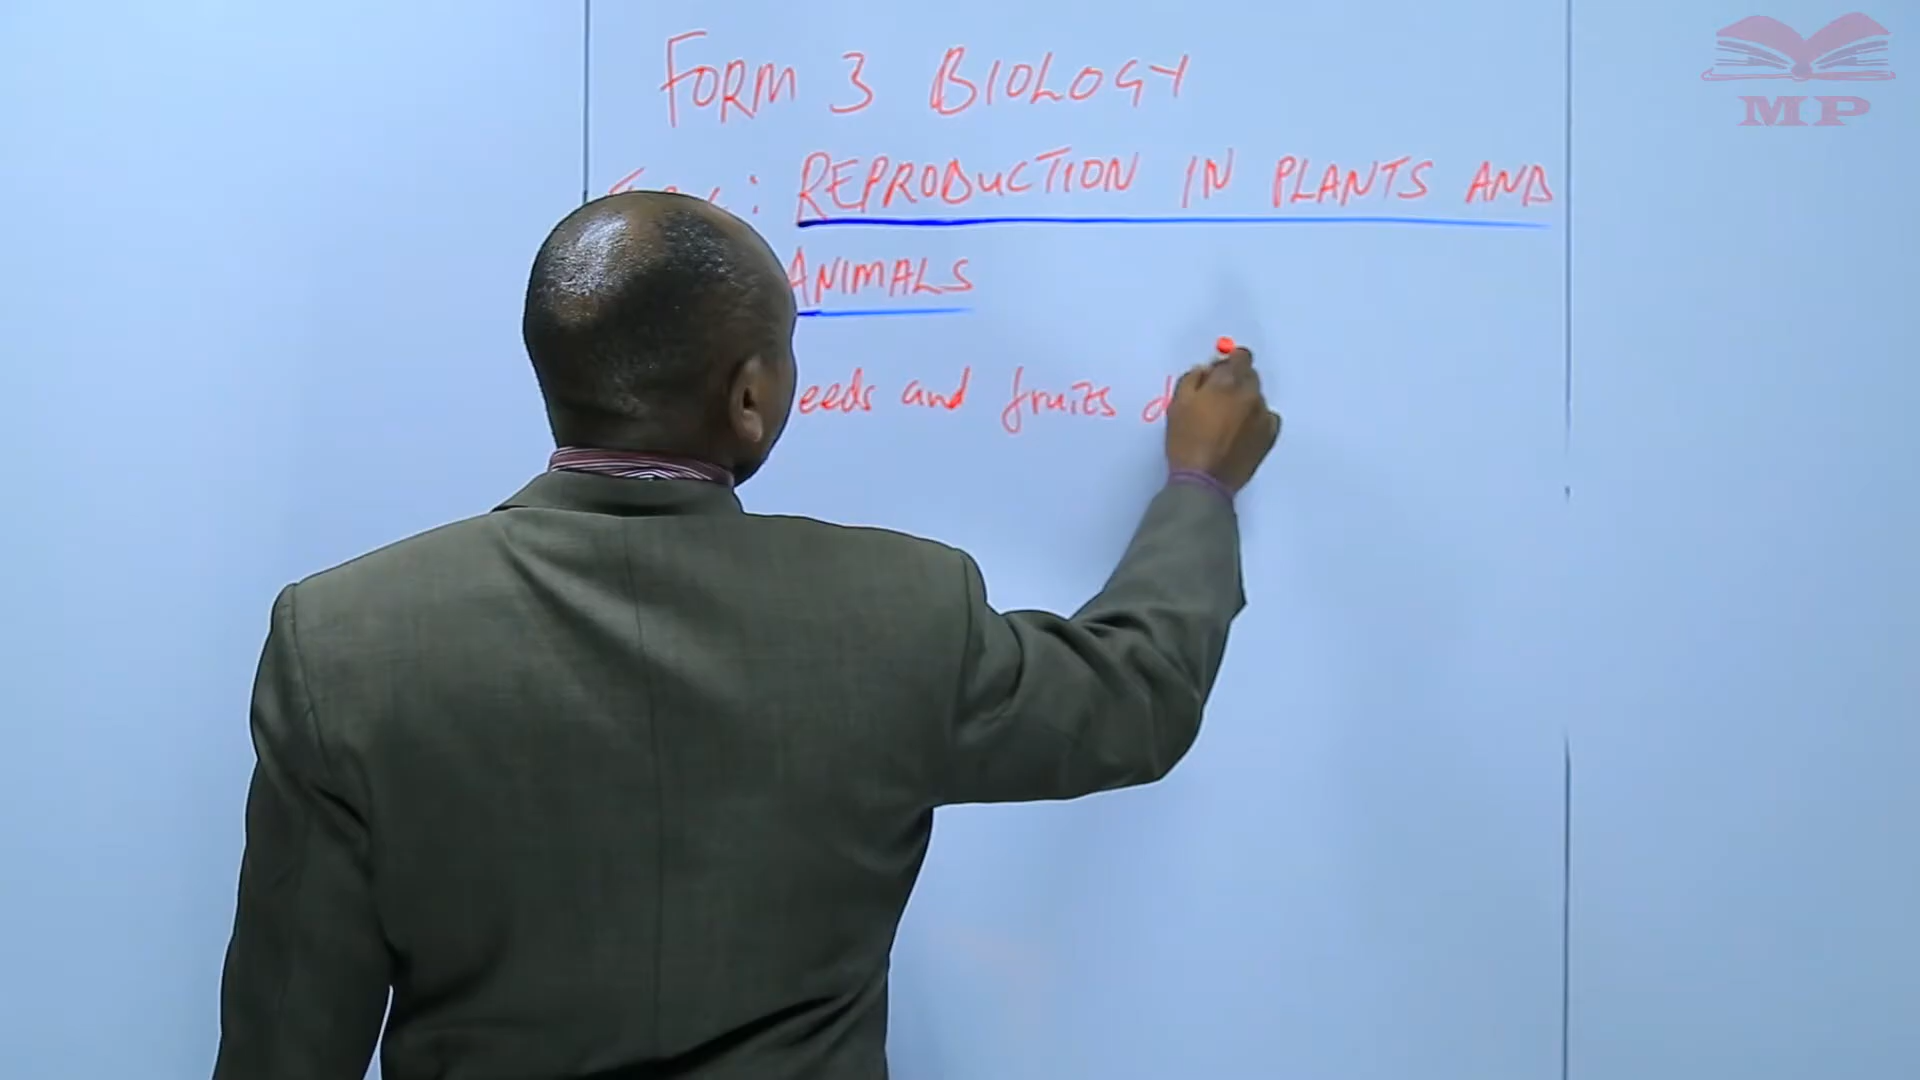 FORM 3 BIOLOGY
: REPRODUCTION IN PLANTS AND
ANIMALS
eeds and fruits d
MP